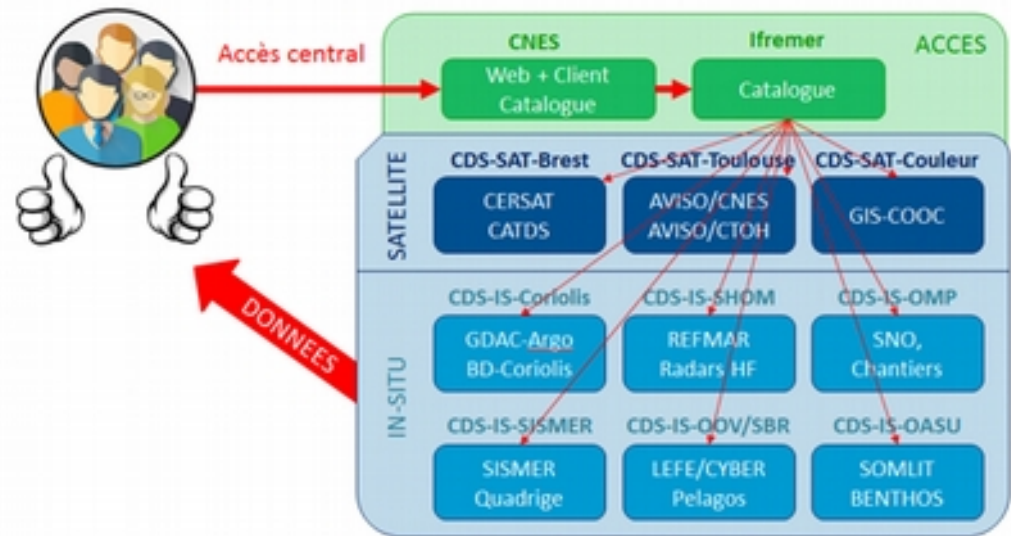 Accès central
CNES
Ifremer
ACCES
Web + Client
Catalogue
Catalogue
SATELLITE
CDS-SAT-Brest
CDS-SAT-Toulouse
CDS-SAT-Couleur
CERSAT
CATDS
AVISO/CNES
AVISO/CTOH
GIS-COOC
DONNEES
IN-SITU
CDS-IS-Coriolis
CDS-IS-SHOM
CDS-IS-OMP
GDAC-Argo
BD-Coriolis
REFMAR
Radars HF
SNO,
Chantiers
CDS-IS-SISMER
CDS-IS-OOV/SBR
CDS-IS-OASU
SISMER
Quadrige
LEFE/CYBER
Pelagos
SOMLIT
BENTHOS